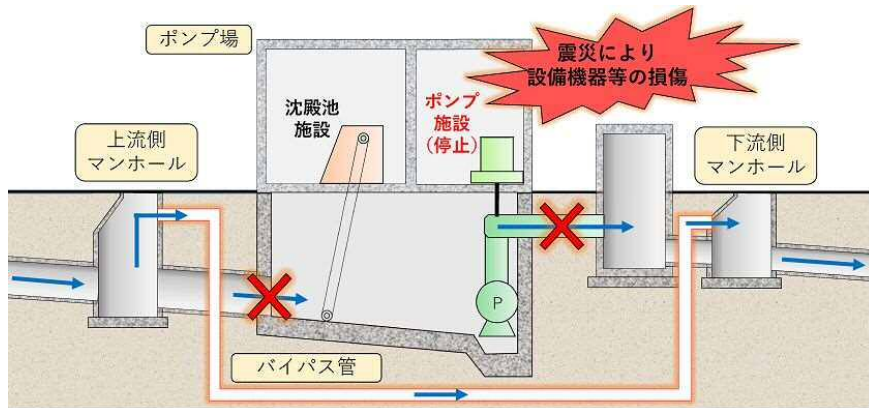 ポンプ場
震災により
設備機器等の損傷
沈殿池
施設
ポンプ
施設
(停止)
上流側
マンホール
下流側
マンホール
P
バイパス管